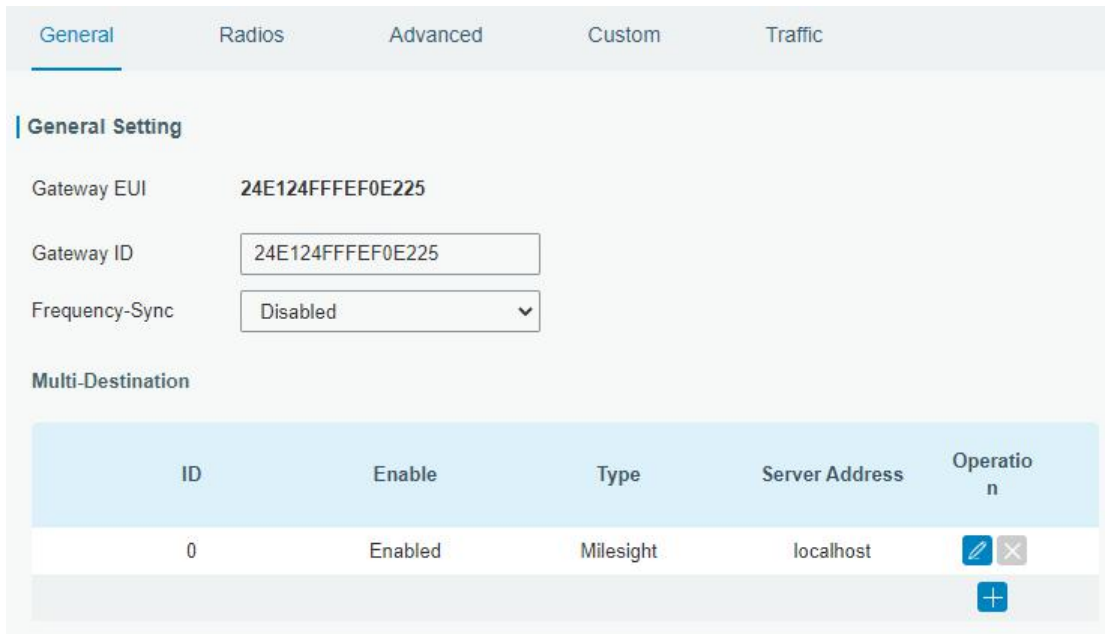 General Radios Advanced Custom Traffic
General Setting
Gateway EUI 24E124FFFEF0E225
Gateway ID 24E124FFFEF0E225
Frequency-Sync Disabled
Multi-Destination
ID Enable Type Server Address Operatio
n
0 Enabled Milesight localhost